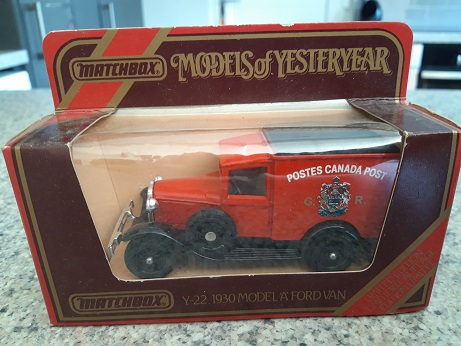 MATCHBOX
MODELS of YESTERYEAR
POSTES CANADA POST
G. R.
MATCHBOX
Y-22 1930 MODEL 'A' FORD VAN